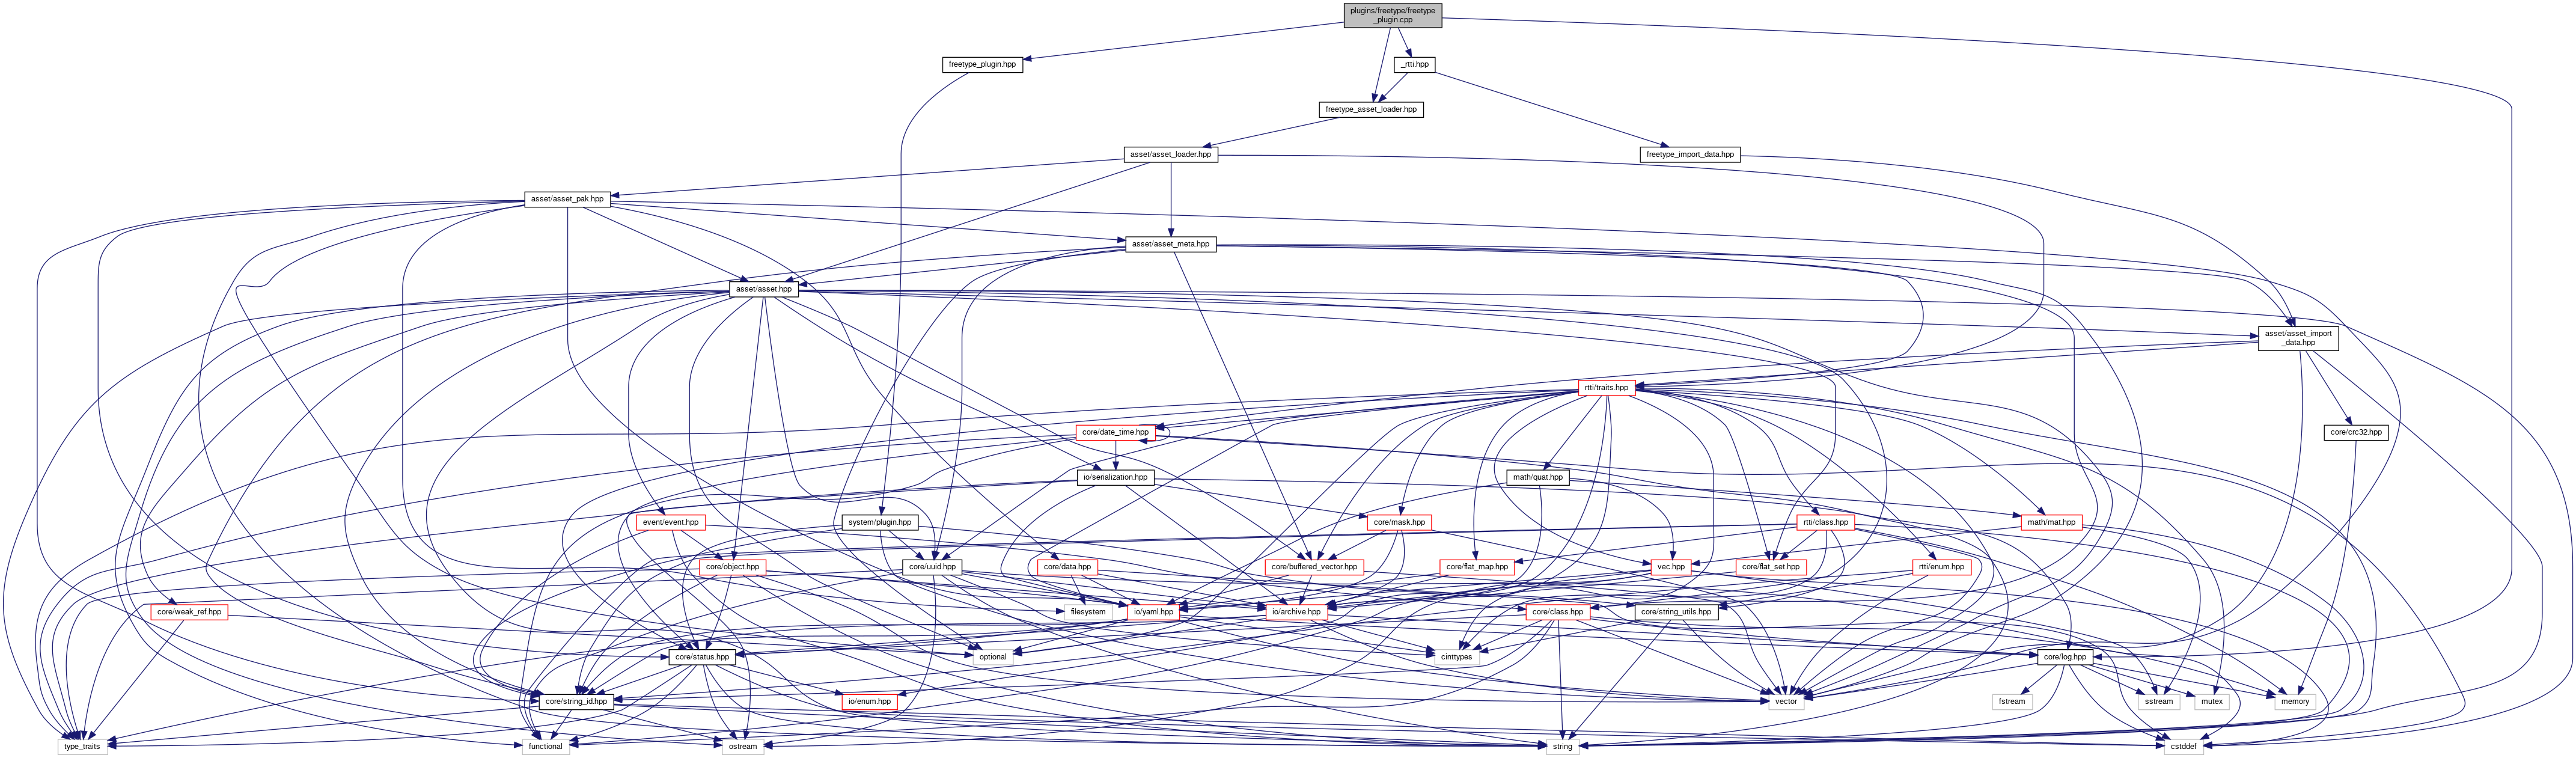 plugins/freetype/freetype
_plugin.cpp
freetype_plugin.hpp
_rtti.hpp
freetype_asset_loader.hpp
asset/asset_loader.hpp
freetype_import_data.hpp
asset/asset_pak.hpp
asset/asset_meta.hpp
asset/asset.hpp
asset/asset_import
_data.hpp
rtti/traits.hpp
core/date_time.hpp
core/crc32.hpp
io/serialization.hpp
math/quat.hpp
event/event.hpp
system/plugin.hpp
core/mask.hpp
rtti/class.hpp
math/mat.hpp
core/object.hpp
core/uuid.hpp
core/data.hpp
core/buffered_vector.hpp
core/flat_map.hpp
vec.hpp
core/flat_set.hpp
rtti/enum.hpp
core/weak_ref.hpp
filesystem
io/yaml.hpp
io/archive.hpp
core/class.hpp
core/string_utils.hpp
core/status.hpp
optional
cinttypes
core/log.hpp
core/string_id.hpp
io/enum.hpp
vector
fstream
sstream
mutex
memory
type_traits
functional
ostream
string
cstddef